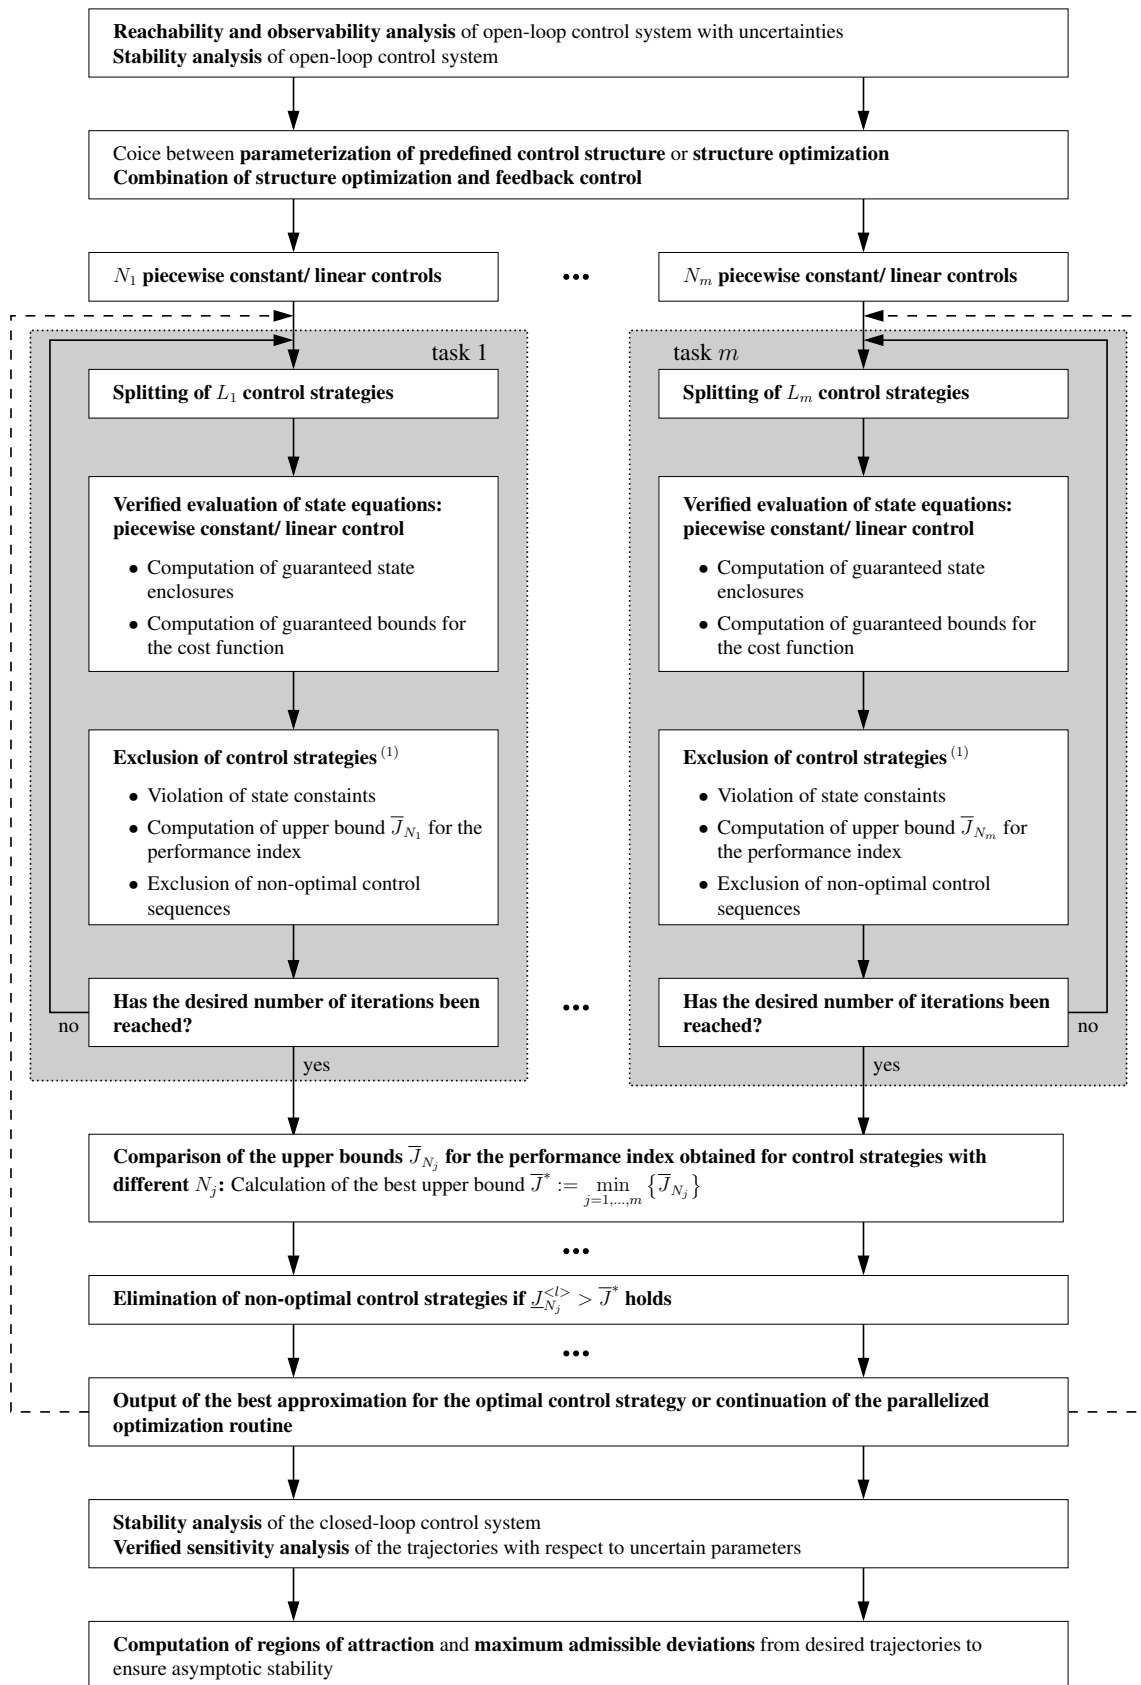 Reachability and observability analysis of open-loop control system with uncertainties
Stability analysis of open-loop control system
Coice between parameterization of predefined control structure or structure optimization
Combination of structure optimization and feedback control
N₁ piecewise constant/ linear controls
•••
Nₘ piecewise constant/ linear controls
task 1
Splitting of L₁ control strategies
Verified evaluation of state equations:
piecewise constant/ linear control
• Computation of guaranteed state
enclosures
• Computation of guaranteed bounds for
the cost function
Exclusion of control strategies (1)
• Violation of state constaints
• Computation of upper bound J̅_{N₁} for the
performance index
• Exclusion of non-optimal control
sequences
Has the desired number of iterations been
reached?
no
yes
•••
task m
Splitting of Lₘ control strategies
Verified evaluation of state equations:
piecewise constant/ linear control
• Computation of guaranteed state
enclosures
• Computation of guaranteed bounds for
the cost function
Exclusion of control strategies (1)
• Violation of state constaints
• Computation of upper bound J̅_{Nₘ} for
the performance index
• Exclusion of non-optimal control
sequences
Has the desired number of iterations been
reached?
no
yes
Comparison of the upper bounds J̅_{N_j} for the performance index obtained for control strategies with
different N_j: Calculation of the best upper bound J̅* := min_{j=1,...,m} {J̅_{N_j}}
•••
Elimination of non-optimal control strategies if J̲_{N_j}^{<l>} > J̅* holds
•••
Output of the best approximation for the optimal control strategy or continuation of the parallelized
optimization routine
Stability analysis of the closed-loop control system
Verified sensitivity analysis of the trajectories with respect to uncertain parameters
Computation of regions of attraction and maximum admissible deviations from desired trajectories to
ensure asymptotic stability